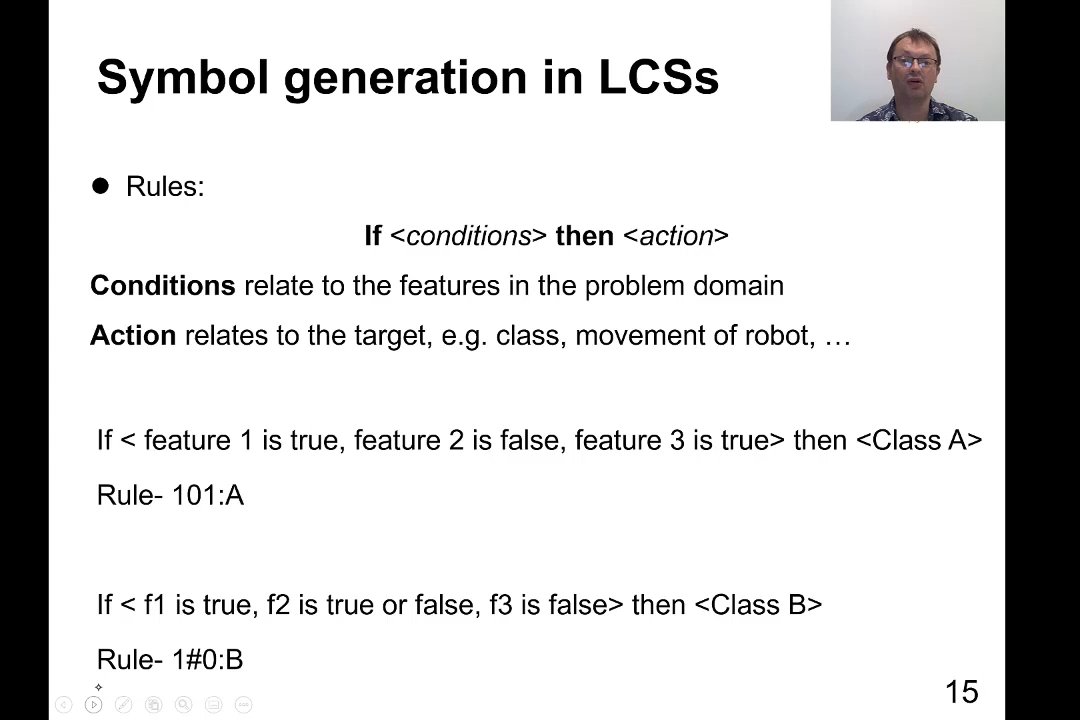 Symbol generation in LCSs
● Rules:
If <conditions> then <action>
Conditions relate to the features in the problem domain
Action relates to the target, e.g. class, movement of robot, …
If < feature 1 is true, feature 2 is false, feature 3 is true> then <Class A>
Rule- 101:A
If < f1 is true, f2 is true or false, f3 is false> then <Class B>
Rule- 1#0:B
15